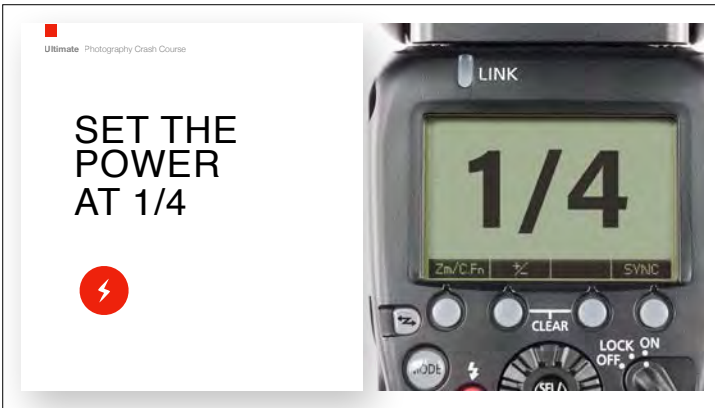 Ultimate Photography Crash Course
SET THE
POWER
AT 1/4
LINK
1/4
Zm/C.Fn +/- SYNC
CLEAR
LOCK ON
OFF
MODE
SEL/